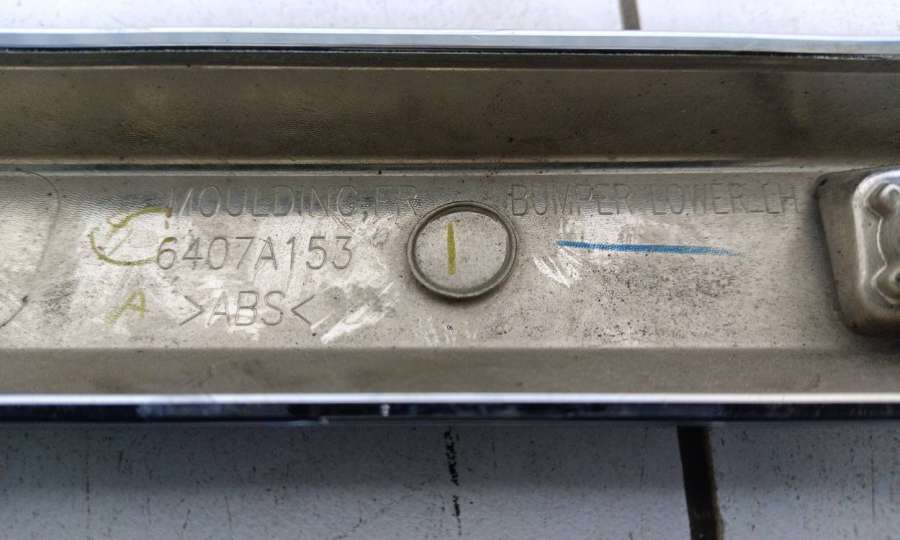 MOULDING,FR BUMPER LOWER,LH
6407A153
A >ABS<